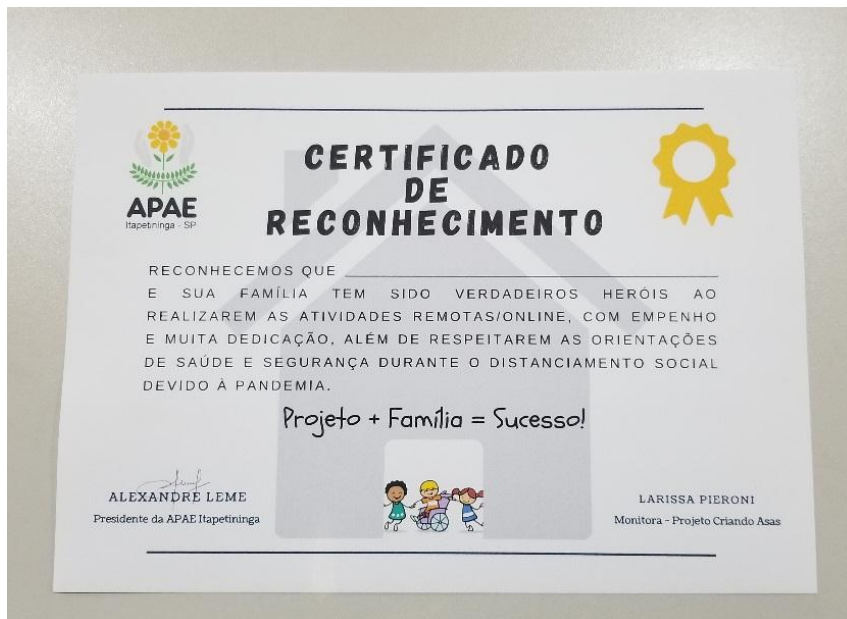 APAE
Itapetininga - SP
CERTIFICADO
DE
RECONHECIMENTO
RECONHECEMOS QUE
E SUA FAMÍLIA TEM SIDO VERDADEIROS HERÓIS AO
REALIZAREM AS ATIVIDADES REMOTAS/ONLINE, COM EMPENHO
E MUITA DEDICAÇÃO, ALÉM DE RESPEITAREM AS ORIENTAÇÕES
DE SAÚDE E SEGURANÇA DURANTE O DISTANCIAMENTO SOCIAL
DEVIDO À PANDEMIA.
Projeto + Família = Sucesso!
ALEXANDRE LEME
Presidente da APAE Itapetininga
LARISSA PIERONI
Monitora - Projeto Criando Asas